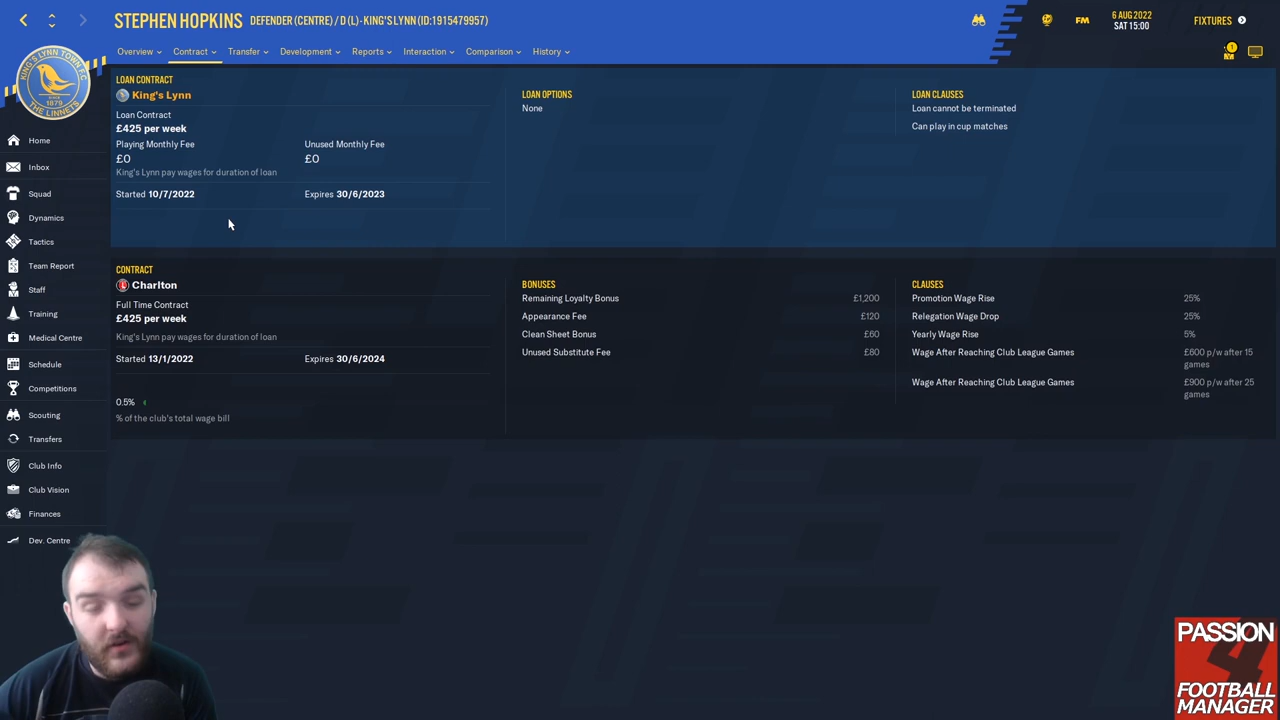 STEPHEN HOPKINS
DEFENDER (CENTRE) / D (L) - KING'S LYNN (ID:1915479957)
FM
6 AUG 2022
SAT 15:00
FIXTURES
Overview
Contract
Transfer
Development
Reports
Interaction
Comparison
History
1
KING'S LYNN TOWN F.C
SINCE
1879
THE LINNETS
Home
Inbox
Squad
Dynamics
Tactics
Team Report
Staff
Training
Medical Centre
Schedule
Competitions
Scouting
Transfers
Club Info
Club Vision
Finances
Dev. Centre
LOAN CONTRACT
King's Lynn
Loan Contract
£425 per week
Playing Monthly Fee Unused Monthly Fee
£0 £0
King's Lynn pay wages for duration of loan
Started 10/7/2022 Expires 30/6/2023
LOAN OPTIONS
None
LOAN CLAUSES
Loan cannot be terminated
Can play in cup matches
CONTRACT
Charlton
Full Time Contract
£425 per week
King's Lynn pay wages for duration of loan
Started 13/1/2022 Expires 30/6/2024
0.5%
% of the club's total wage bill
BONUSES
Remaining Loyalty Bonus £1,200
Appearance Fee £120
Clean Sheet Bonus £60
Unused Substitute Fee £80
CLAUSES
Promotion Wage Rise 25%
Relegation Wage Drop 25%
Yearly Wage Rise 5%
Wage After Reaching Club League Games £600 p/w after 15
games
Wage After Reaching Club League Games £900 p/w after 25
games
PASSION
4
FOOTBALL
MANAGER